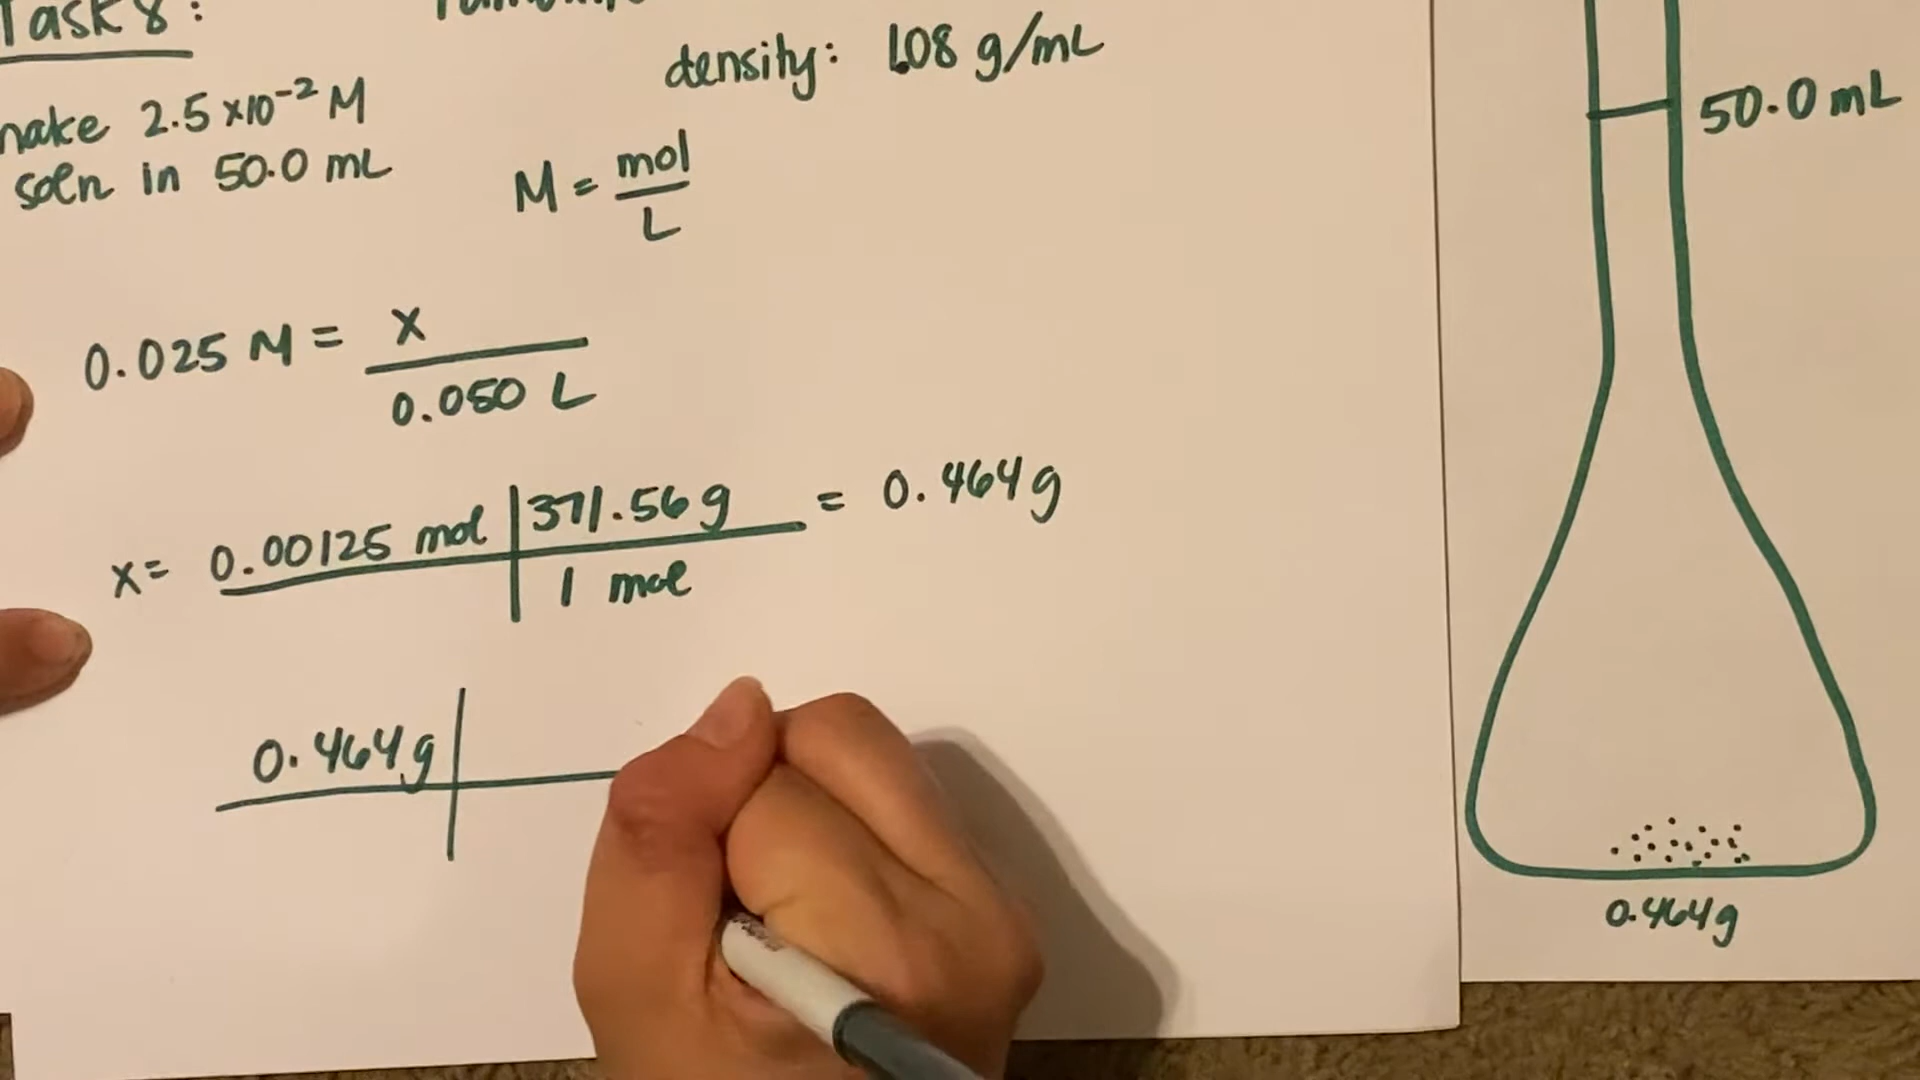 Task 8:
density: 1.08 g/mL
make 2.5 x10⁻² M
soln in 50.0 mL
M = mol
L
50.0 mL
0.025 M = x
0.050 L
x = 0.00125 mol | 371.56 g = 0.464 g
1 mol
0.464 g
0.464 g